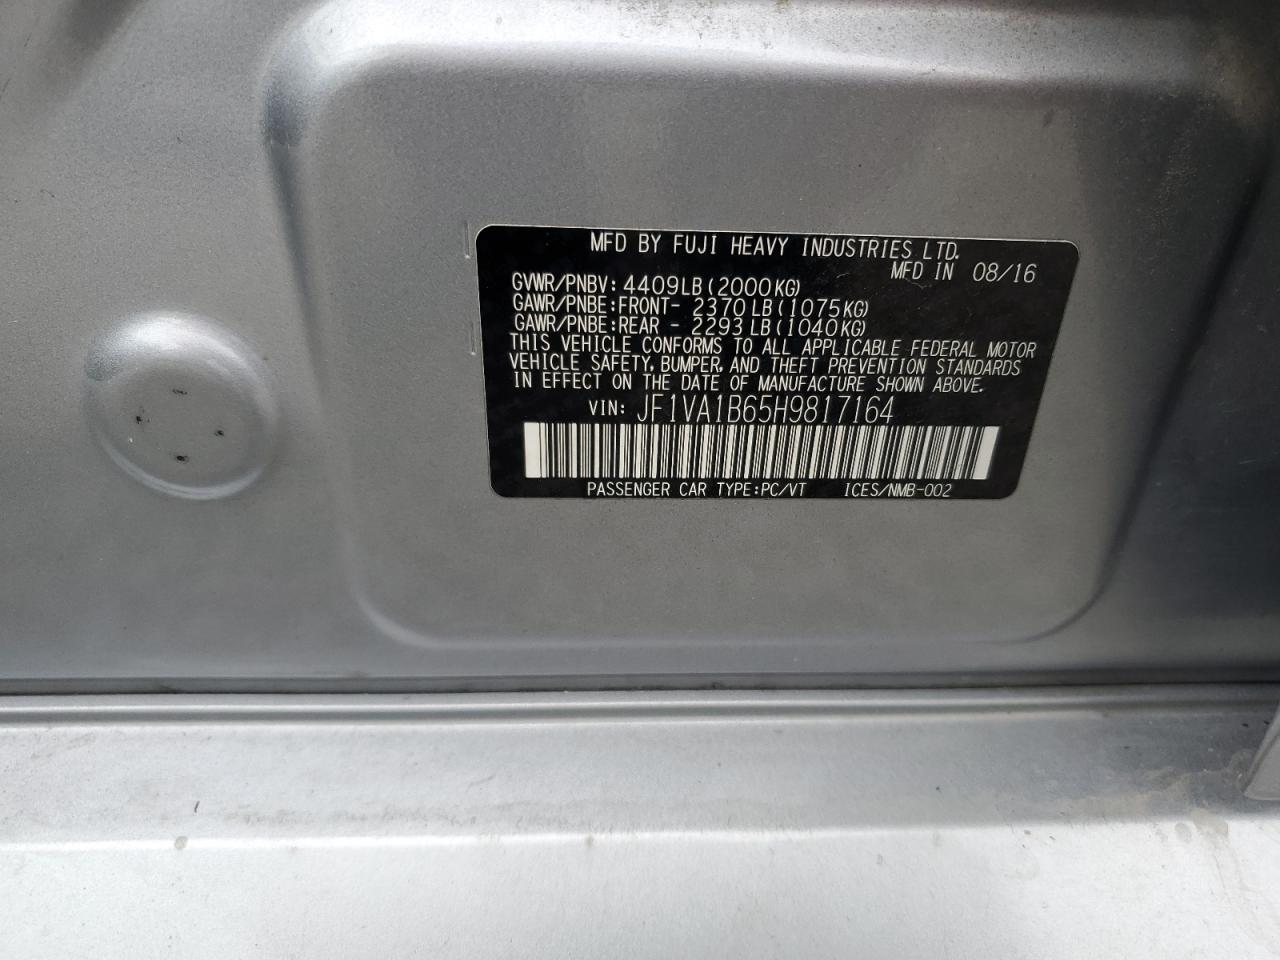 MFD BY FUJI HEAVY INDUSTRIES LTD.
MFD IN 08/16
GVWR/PNBV: 4409LB(2000KG)
GAWR/PNBE:FRONT- 2370LB(1075KG)
GAWR/PNBE:REAR - 2293LB(1040KG)
THIS VEHICLE CONFORMS TO ALL APPLICABLE FEDERAL MOTOR
VEHICLE SAFETY, BUMPER, AND THEFT PREVENTION STANDARDS
IN EFFECT ON THE DATE OF MANUFACTURE SHOWN ABOVE.
VIN: JF1VA1B65H9817164
PASSENGER CAR TYPE:PC/VT ICES/NMB-002